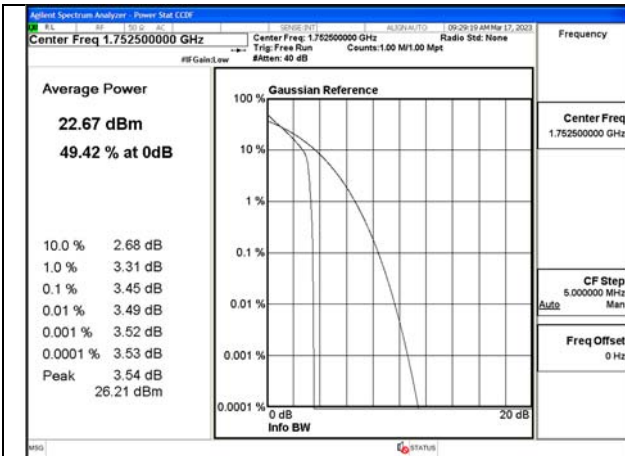 Agilent Spectrum Analyzer - Power Stat CCDF
RL RF 50 Ω AC SENSE:INT ALIGN AUTO 09:29:19 AM Mar 17, 2023
Center Freq 1.752500000 GHz
Center Freq: 1.752500000 GHz Radio Std: None
Trig: Free Run Counts:1.00 M/1.00 Mpt
#IFGain:Low #Atten: 40 dB
Frequency
Average Power
22.67 dBm
49.42 % at 0dB
10.0 % 2.68 dB
1.0 % 3.31 dB
0.1 % 3.45 dB
0.01 % 3.49 dB
0.001 % 3.52 dB
0.0001 % 3.53 dB
Peak 3.54 dB
26.21 dBm
Gaussian Reference
100 %
10 %
1 %
0.1 %
0.01 %
0.001 %
0.0001 %
0 dB 20 dB
Info BW
Center Freq
1.752500000 GHz
CF Step
5.000000 MHz
Auto Man
Freq Offset
0 Hz
MSG STATUS